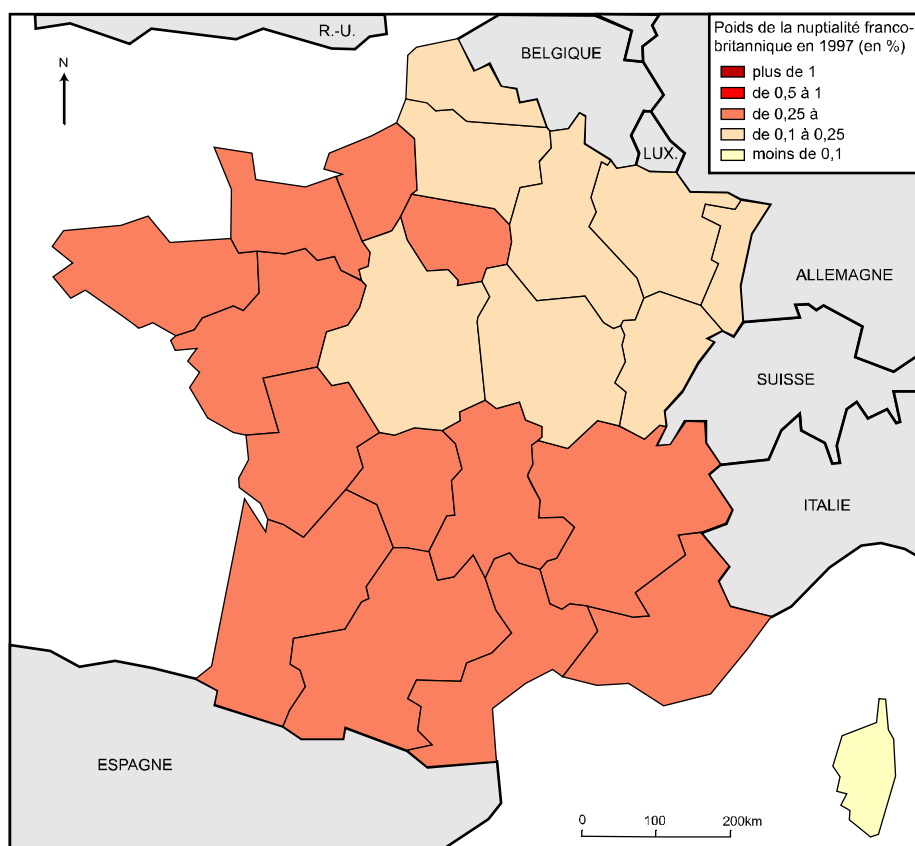 R.-U.
BELGIQUE
Poids de la nuptialité franco-
britannique en 1997 (en %)
plus de 1
de 0,5 à 1
de 0,25 à
de 0,1 à 0,25
moins de 0,1
N
LUX.
ALLEMAGNE
SUISSE
ITALIE
ESPAGNE
0 100 200km